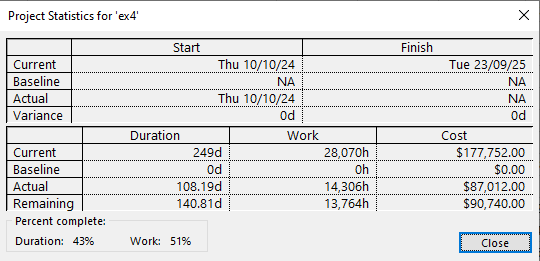 Project Statistics for 'ex4'
Start Finish
Current Thu 10/10/24 Tue 23/09/25
Baseline NA NA
Actual Thu 10/10/24 NA
Variance 0d 0d
Duration Work Cost
Current 249d 28,070h $177,752.00
Baseline 0d 0h $0.00
Actual 108.19d 14,306h $87,012.00
Remaining 140.81d 13,764h $90,740.00
Percent complete:
Duration: 43% Work: 51% Close